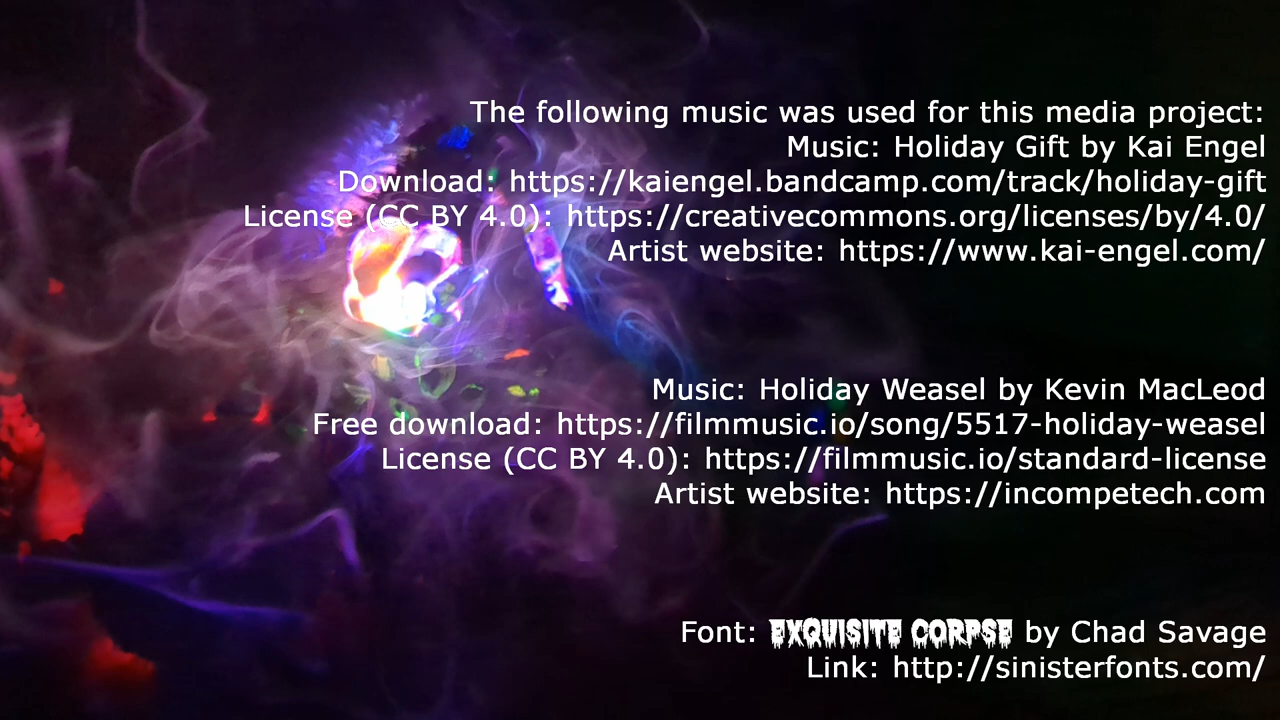 The following music was used for this media project:
Music: Holiday Gift by Kai Engel
Download: https://kaiengel.bandcamp.com/track/holiday-gift
License (CC BY 4.0): https://creativecommons.org/licenses/by/4.0/
Artist website: https://www.kai-engel.com/
Music: Holiday Weasel by Kevin MacLeod
Free download: https://filmmusic.io/song/5517-holiday-weasel
License (CC BY 4.0): https://filmmusic.io/standard-license
Artist website: https://incompetech.com
Font: EXQUISITE CORPSE by Chad Savage
Link: http://sinisterfonts.com/